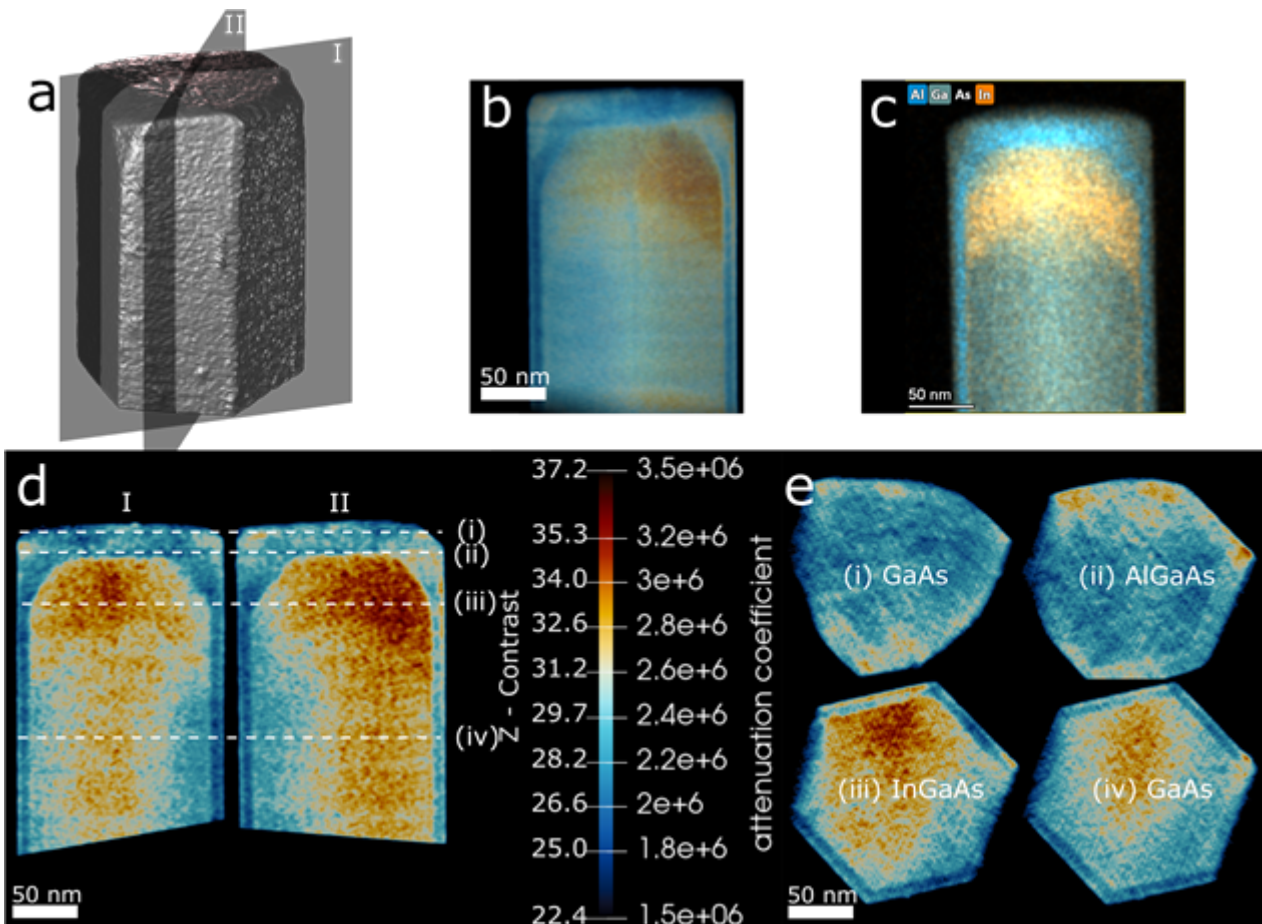 a
II
I
b
50 nm
c
Al Ga As In
50 nm
d
I
II
(i)
(ii)
(iii)
(iv)
50 nm
Z - Contrast
37.2
35.3
34.0
32.6
31.2
29.7
28.2
26.6
25.0
22.4
3.5e+06
3.2e+6
3e+6
2.8e+6
2.6e+6
2.4e+6
2.2e+6
2e+6
1.8e+6
1.5e+06
attenuation coefficient
e
(i) GaAs
(ii) AlGaAs
(iii) InGaAs
(iv) GaAs
50 nm